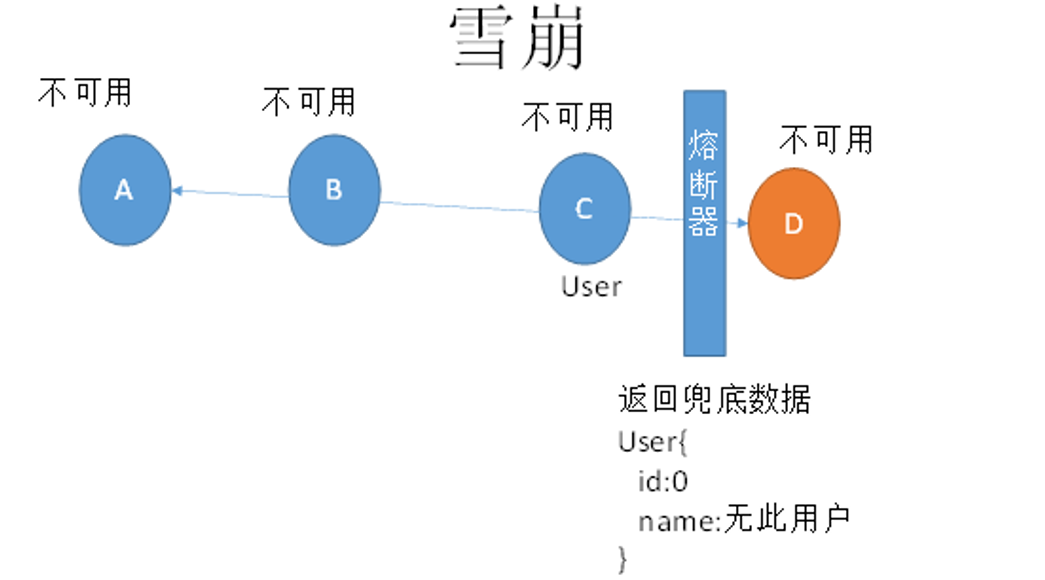 雪崩
不可用
不可用
不可用
不可用
A
B
C
熔断器
D
User
返回兜底数据
User{
id:0
name:无此用户
}